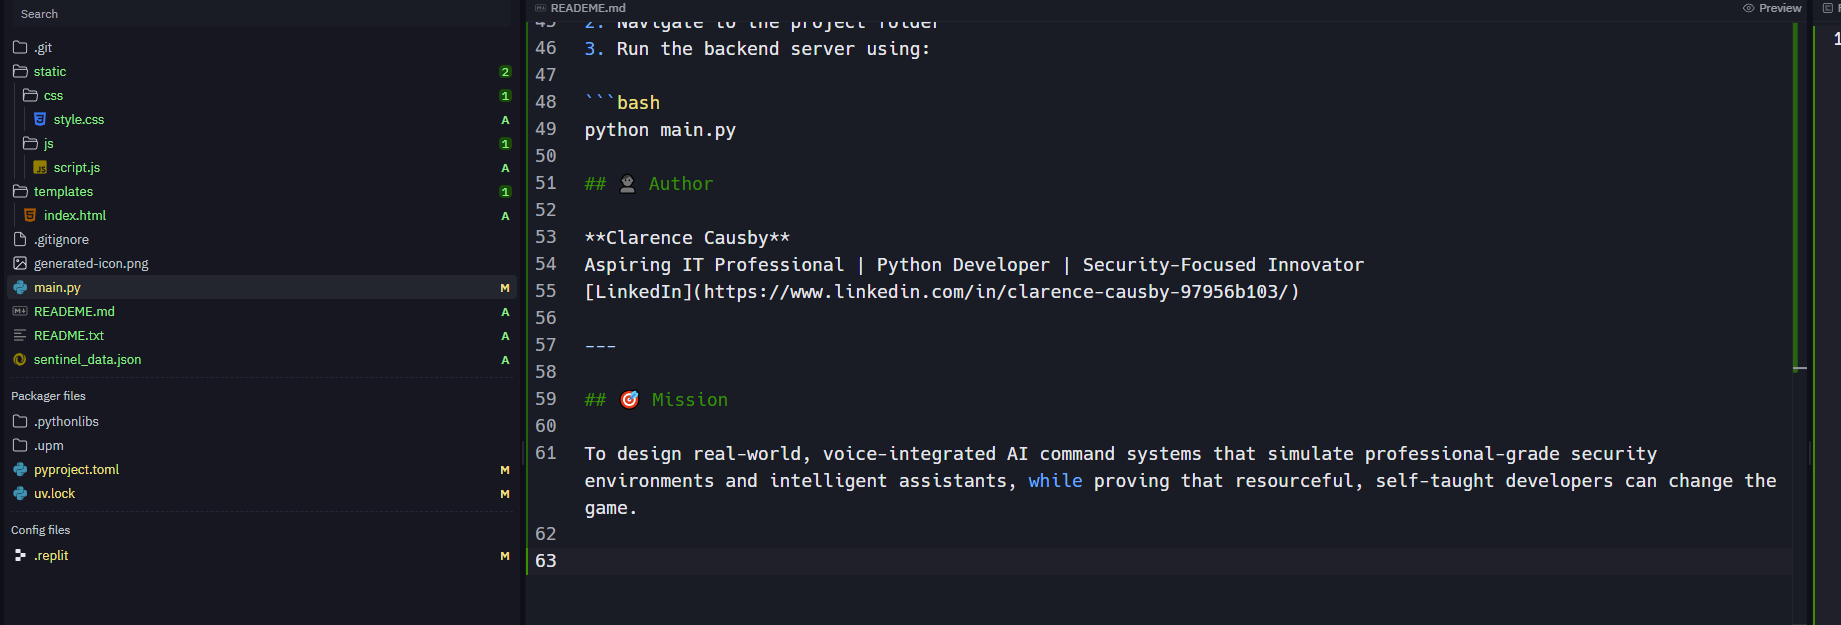 Search
.git
static 2
css 1
style.css A
js 1
script.js A
templates 1
index.html A
.gitignore
generated-icon.png
main.py M
READEME.md A
README.txt A
sentinel_data.json A
Packager files
.pythonlibs
.upm
pyproject.toml M
uv.lock M
Config files
.replit M
READEME.md Preview
45 2. Navigate to the project folder
46 3. Run the backend server using:
47
48 ```bash
49 python main.py
50
51 ## 👤 Author
52
53 **Clarence Causby**
54 Aspiring IT Professional | Python Developer | Security-Focused Innovator
55 [LinkedIn](https://www.linkedin.com/in/clarence-causby-97956b103/)
56
57 ---
58
59 ## 🎯 Mission
60
61 To design real-world, voice-integrated AI command systems that simulate professional-grade security
environments and intelligent assistants, while proving that resourceful, self-taught developers can change the
game.
62
63
1